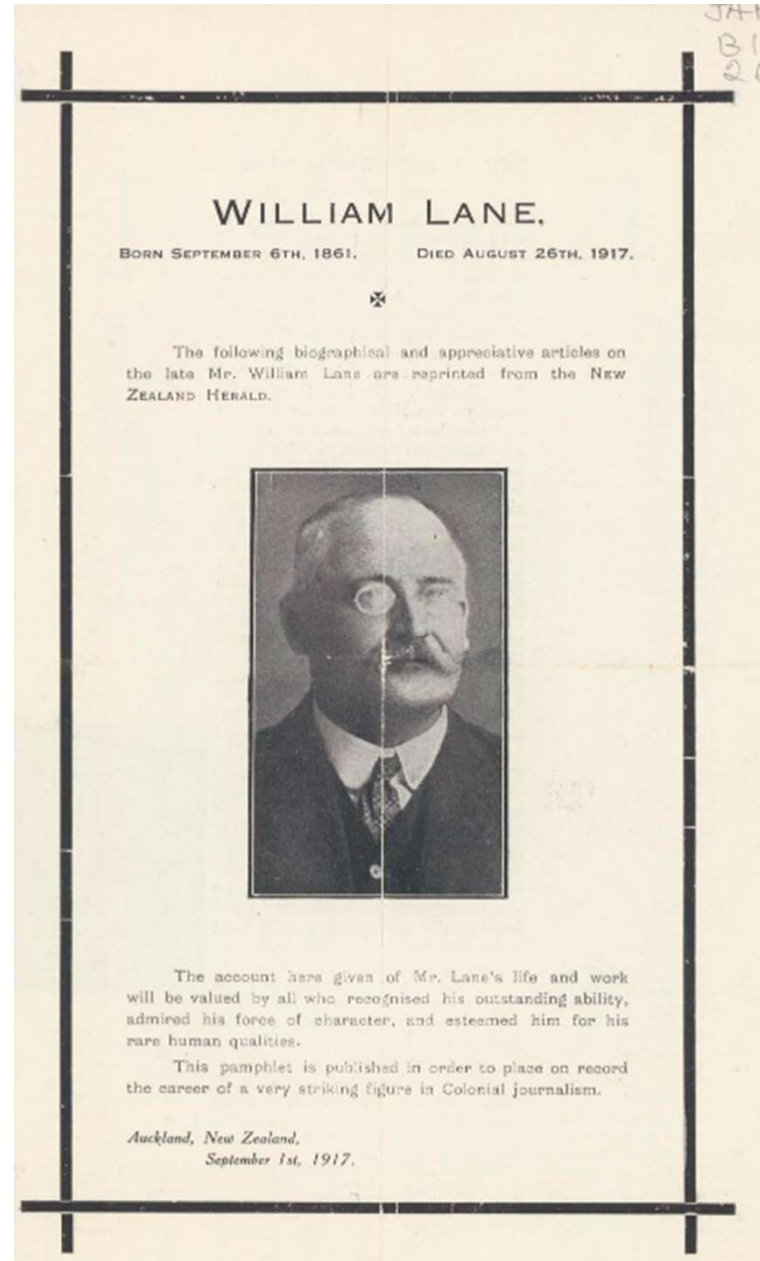 JA
B1
WILLIAM LANE.
BORN SEPTEMBER 6TH, 1861. DIED AUGUST 26TH, 1917.
The following biographical and appreciative articles on
the late Mr. William Lane are reprinted from the NEW
ZEALAND HERALD.
The account here given of Mr. Lane's life and work
will be valued by all who recognised his outstanding ability,
admired his force of character, and esteemed him for his
rare human qualities.
This pamphlet is published in order to place on record
the career of a very striking figure in Colonial journalism.
Auckland, New Zealand,
September 1st, 1917.